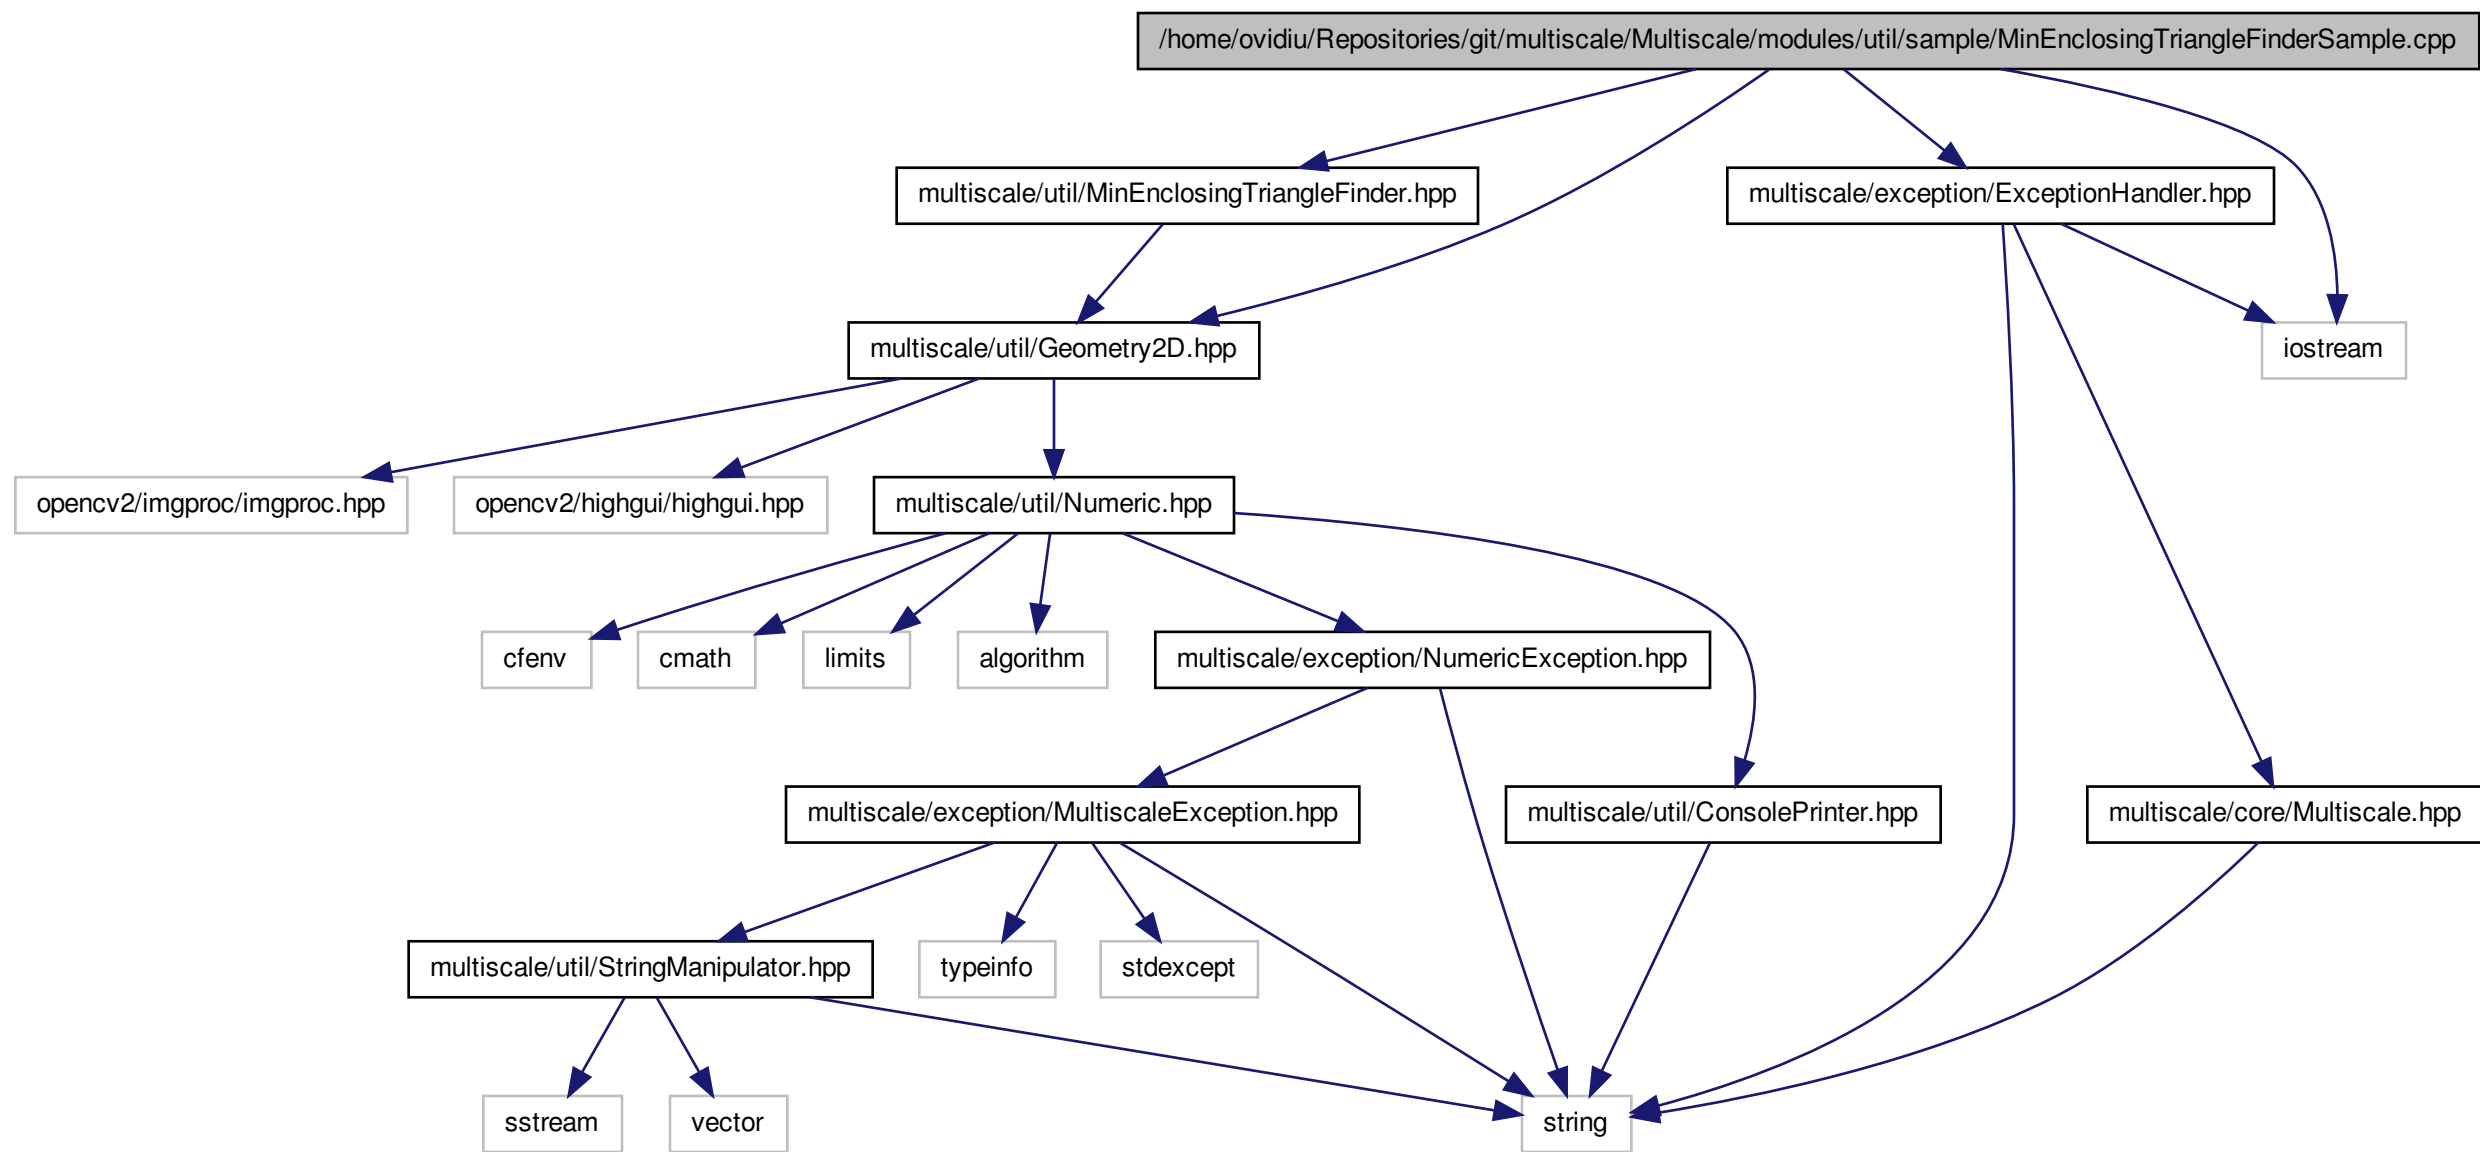 /home/ovidiu/Repositories/git/multiscale/Multiscale/modules/util/sample/MinEnclosingTriangleFinderSample.cpp
multiscale/util/MinEnclosingTriangleFinder.hpp
multiscale/exception/ExceptionHandler.hpp
multiscale/util/Geometry2D.hpp
iostream
opencv2/imgproc/imgproc.hpp
opencv2/highgui/highgui.hpp
multiscale/util/Numeric.hpp
cfenv
cmath
limits
algorithm
multiscale/exception/NumericException.hpp
multiscale/exception/MultiscaleException.hpp
multiscale/util/ConsolePrinter.hpp
multiscale/core/Multiscale.hpp
multiscale/util/StringManipulator.hpp
typeinfo
stdexcept
sstream
vector
string